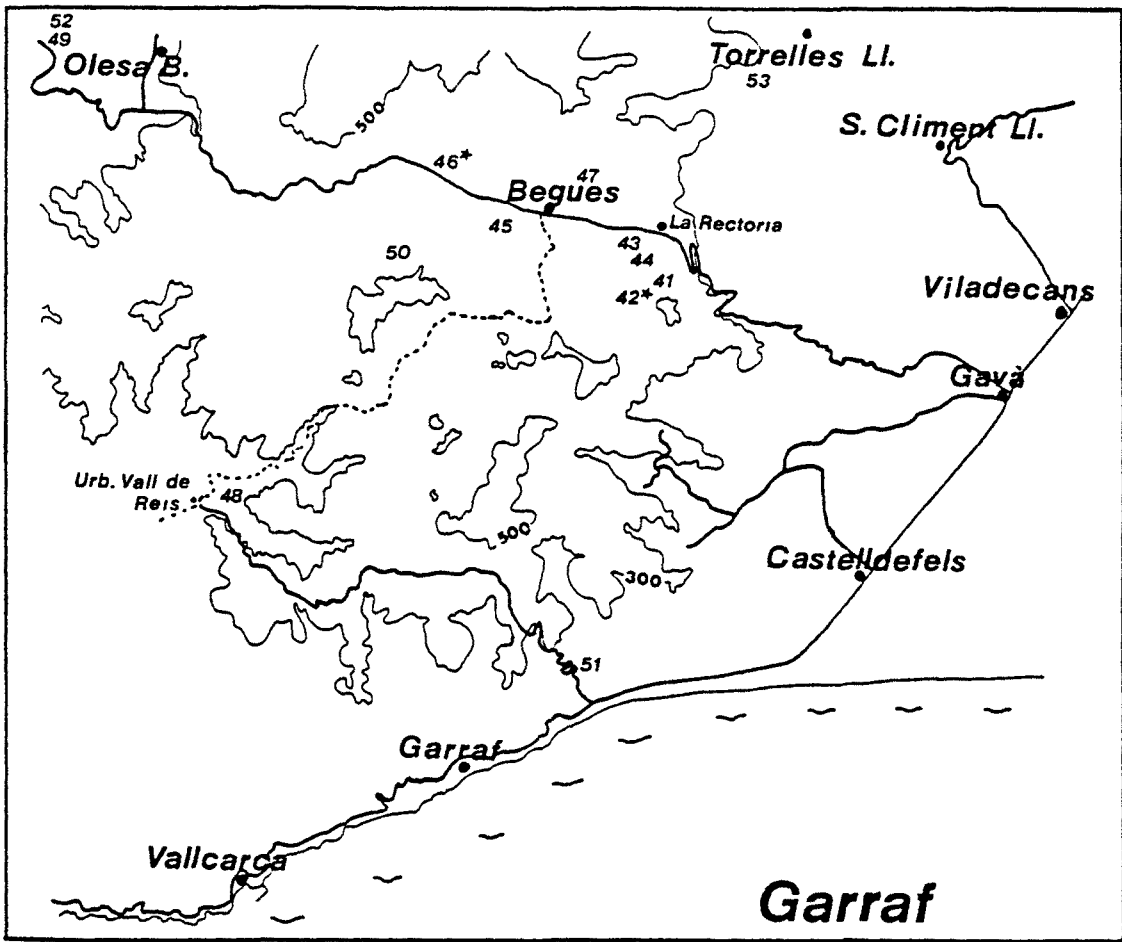 52
49
Olesa B.
Torrelles Ll.
53
500
S. Climent Ll.
46*
47
Begues
45
La Rectoria
43
44
50
41
42*
Viladecans
Gavà
Urb. Vall de
Reis
48
500
300
Castelldefels
51
Garraf
Vallcarca
Garraf